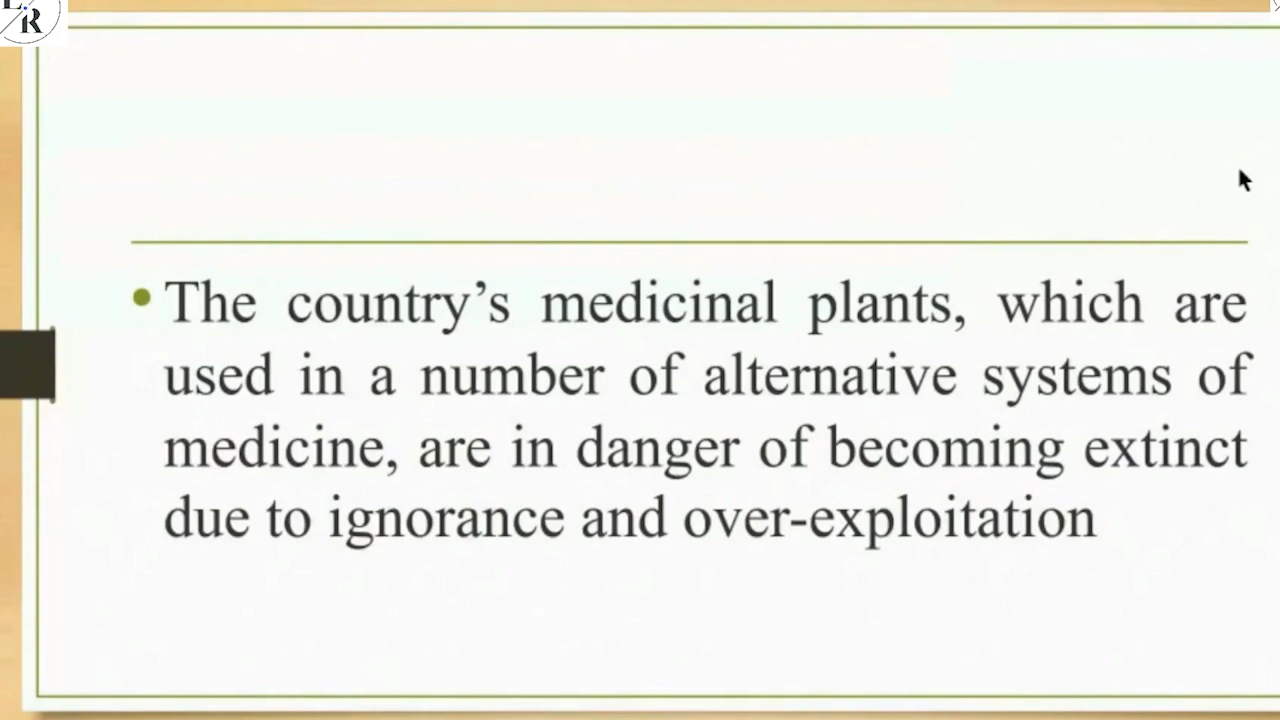 L.R
• The country’s medicinal plants, which are
used in a number of alternative systems of
medicine, are in danger of becoming extinct
due to ignorance and over-exploitation